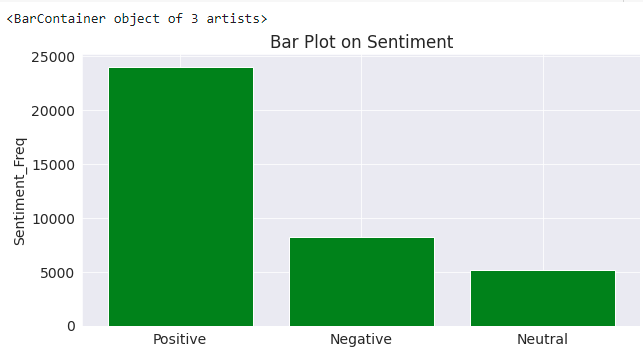 <BarContainer object of 3 artists>
Bar Plot on Sentiment
25000
20000
15000
10000
5000
0
Sentiment_Freq
Positive Negative Neutral